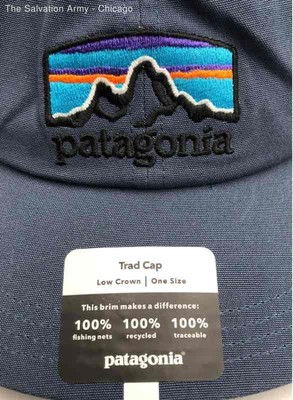 The Salvation Army - Chicago
patagonia
Trad Cap
Low Crown | One Size
This brim makes a difference:
100% 100% 100%
fishing nets recycled traceable
patagonia®